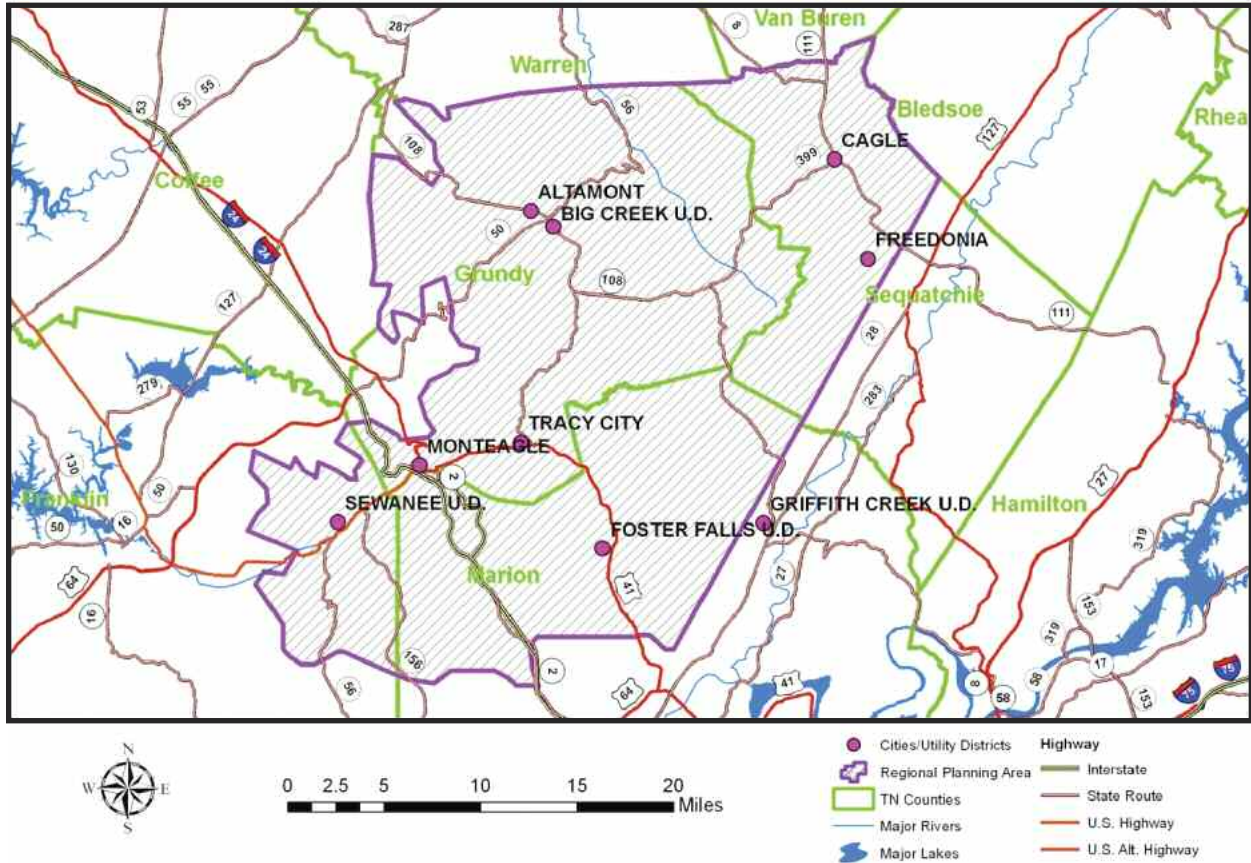 287
8
Van Buren
111
Warren
53
55
55
56
Bledsoe
127
Rhea
108
399
CAGLE
Coffee
24
ALTAMONT
BIG CREEK U.D.
50
24
FREEDONIA
Grundy
108
Sequatchie
127
111
28
279
283
TRACY CITY
MONTEAGLE
130
2
50
Franklin
27
SEWANEE U.D.
GRIFFITH CREEK U.D.
Hamilton
50
16
FOSTER FALLS U.D.
319
64
Marion
27
41
16
153
319
156
17
56
2
64
41
8
58
58
153
75
75
N
W E
S
0 2.5 5 10 15 20
Miles
Cities/Utility Districts
Regional Planning Area
TN Counties
Major Rivers
Major Lakes
Highway
Interstate
State Route
U.S. Highway
U.S. Alt. Highway